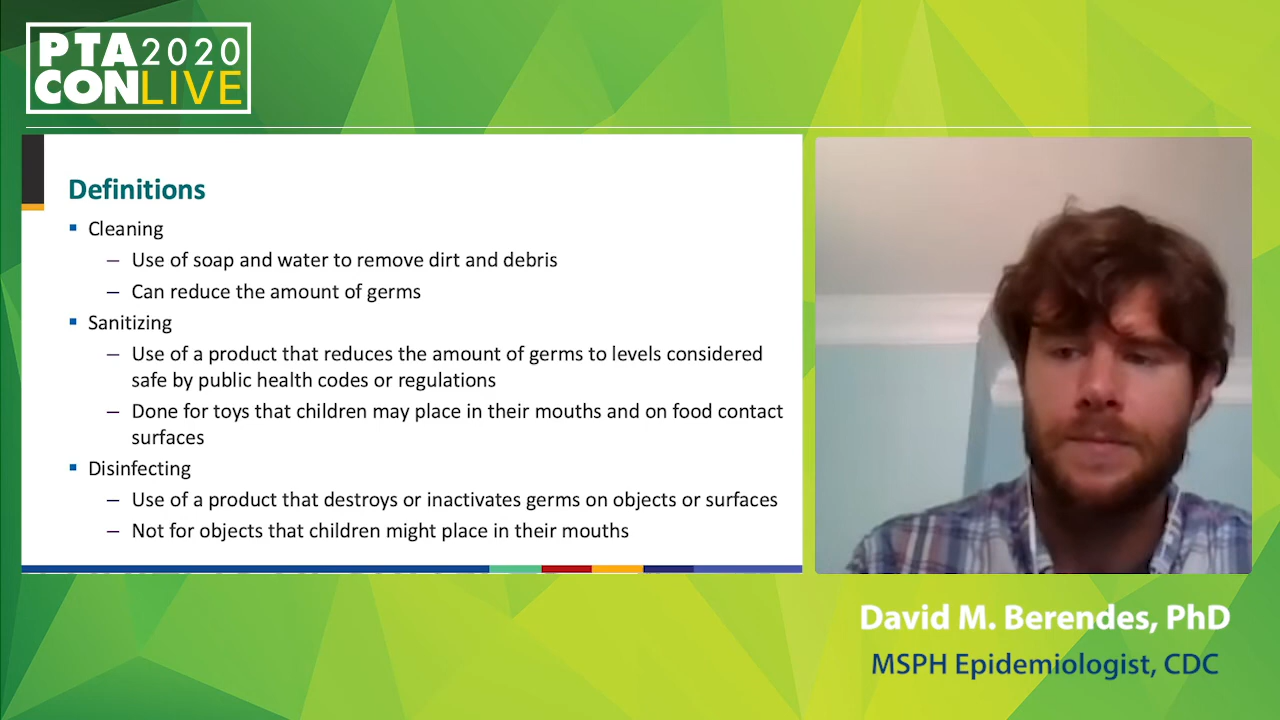 PTA2020
CONLIVE
Definitions
▪ Cleaning
– Use of soap and water to remove dirt and debris
– Can reduce the amount of germs
▪ Sanitizing
– Use of a product that reduces the amount of germs to levels considered
safe by public health codes or regulations
– Done for toys that children may place in their mouths and on food contact
surfaces
▪ Disinfecting
– Use of a product that destroys or inactivates germs on objects or surfaces
– Not for objects that children might place in their mouths
David M. Berendes, PhD
MSPH Epidemiologist, CDC